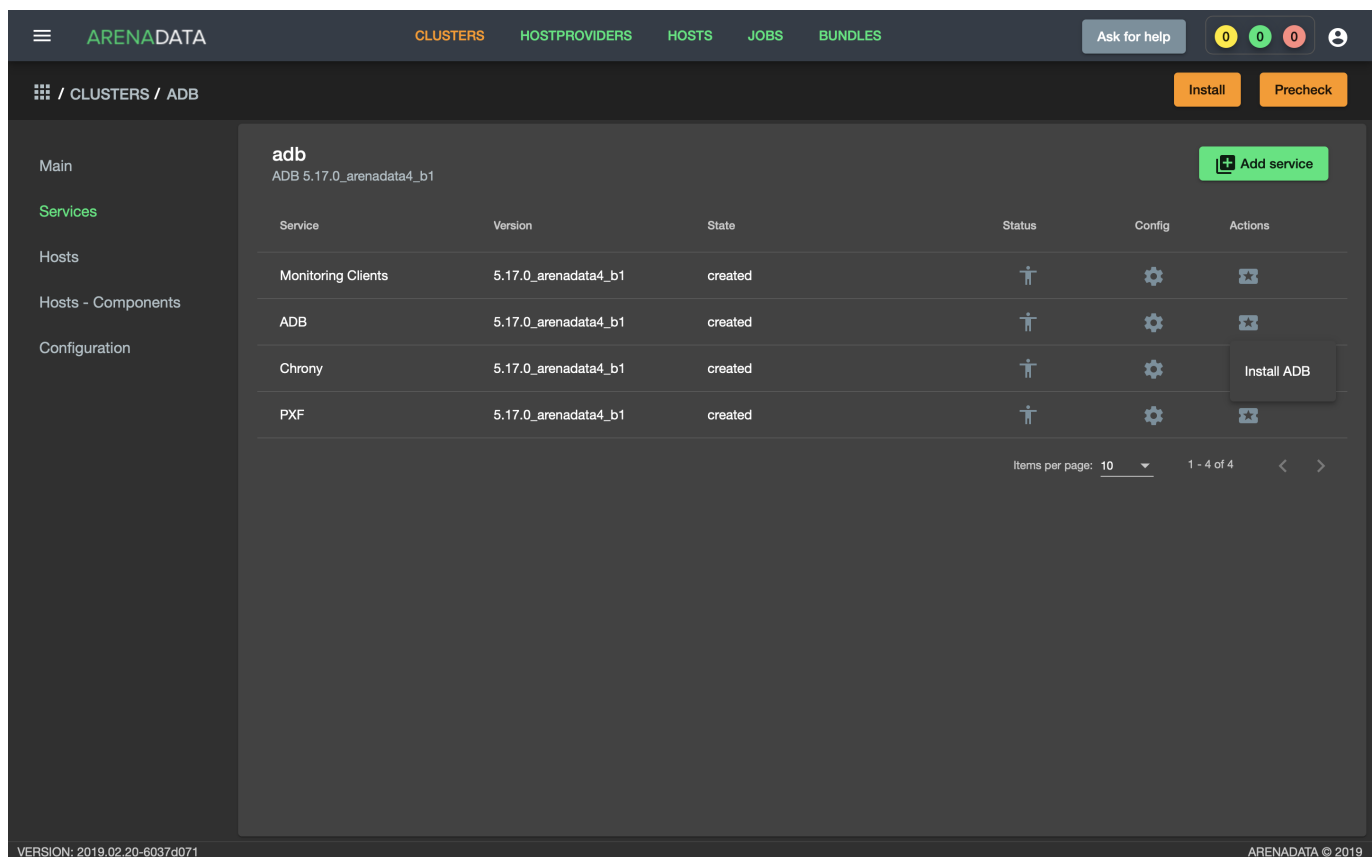 ARENADATA CLUSTERS HOSTPROVIDERS HOSTS JOBS BUNDLES Ask for help 0 0 0
/ CLUSTERS / ADB Install Precheck
Main
Services
Hosts
Hosts - Components
Configuration
adb
ADB 5.17.0_arenadata4_b1
Add service
Service Version State Status Config Actions
Monitoring Clients 5.17.0_arenadata4_b1 created
ADB 5.17.0_arenadata4_b1 created
Chrony 5.17.0_arenadata4_b1 created
Install ADB
PXF 5.17.0_arenadata4_b1 created
Items per page: 10 1 - 4 of 4
VERSION: 2019.02.20-6037d071 ARENADATA © 2019